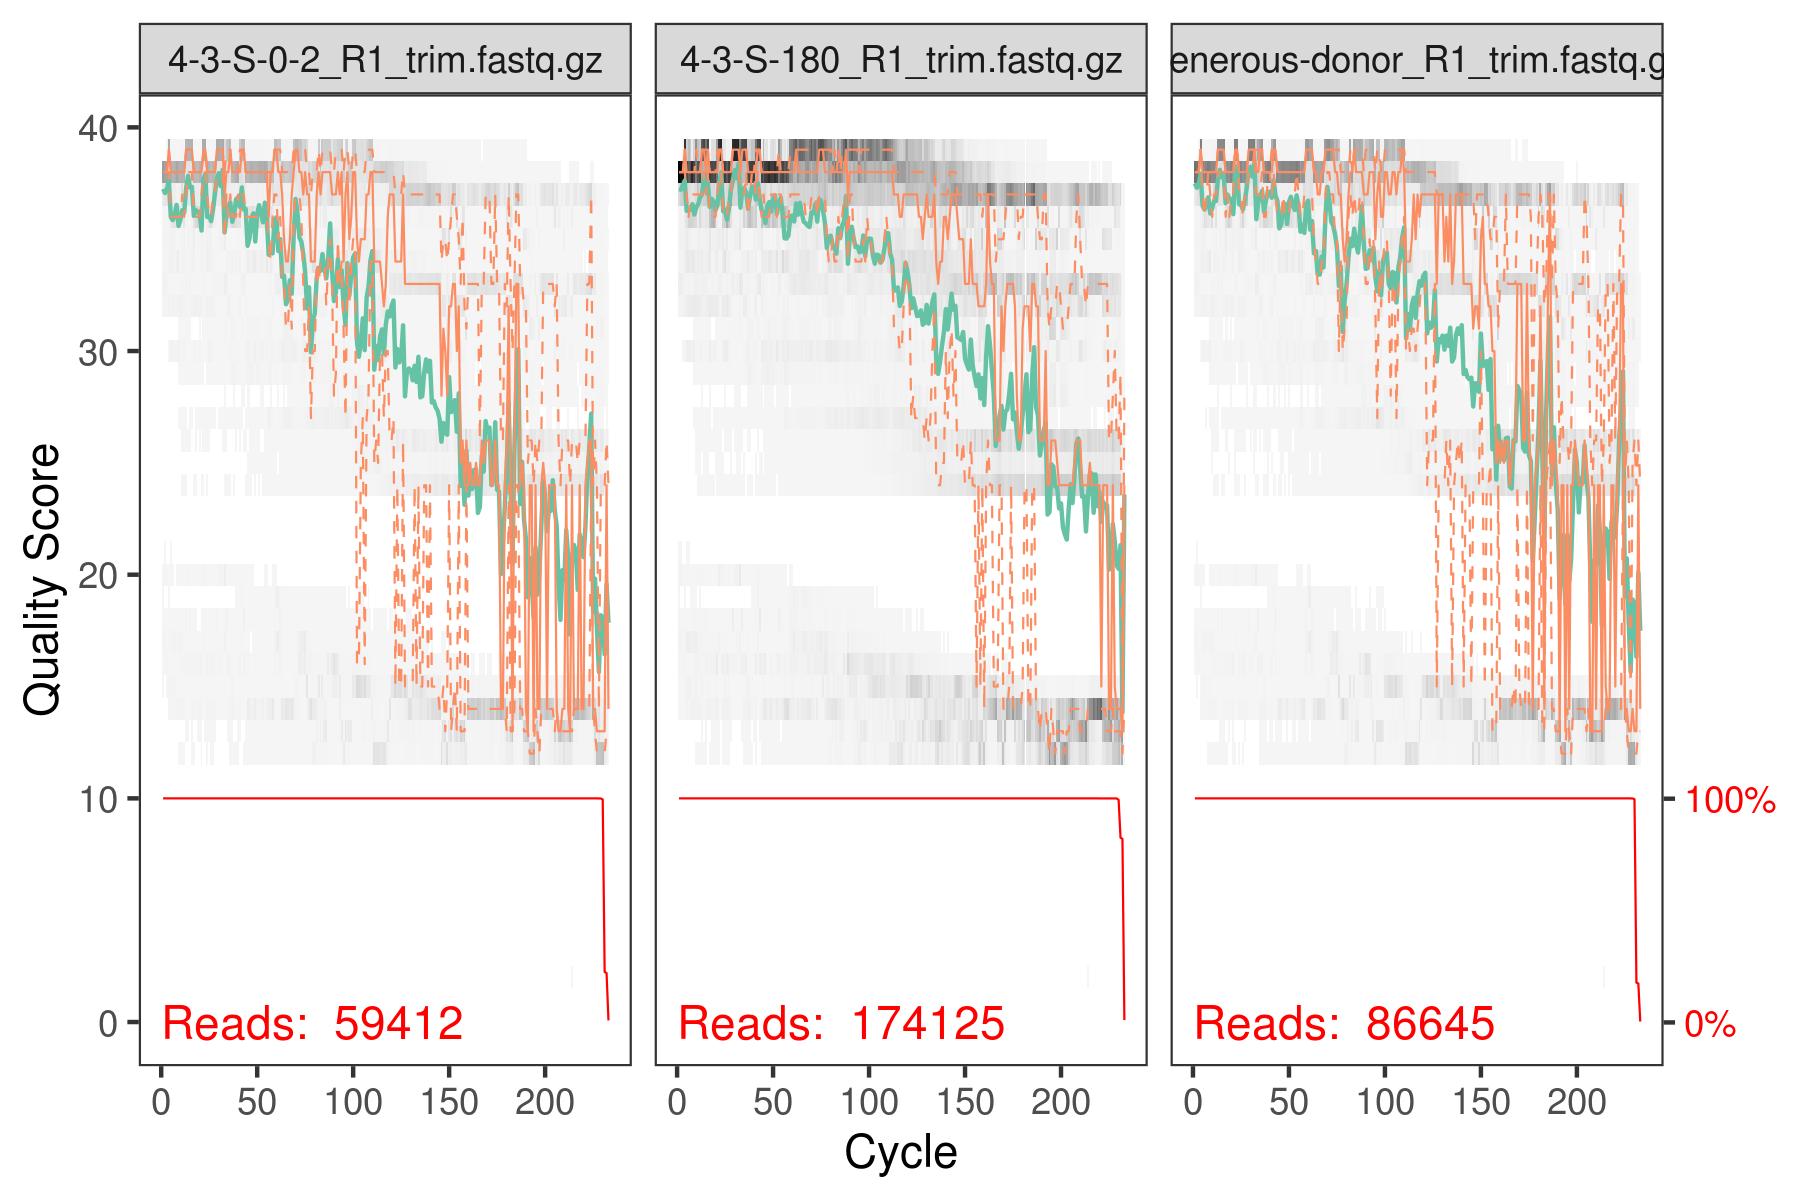 4-3-S-0-2_R1_trim.fastq.gz 4-3-S-180_R1_trim.fastq.gz enerous-donor_R1_trim.fastq.g
40
30
20
10
0
Quality Score
100%
0%
Reads: 59412 Reads: 174125 Reads: 86645
0 50 100 150 200 0 50 100 150 200 0 50 100 150 200
Cycle